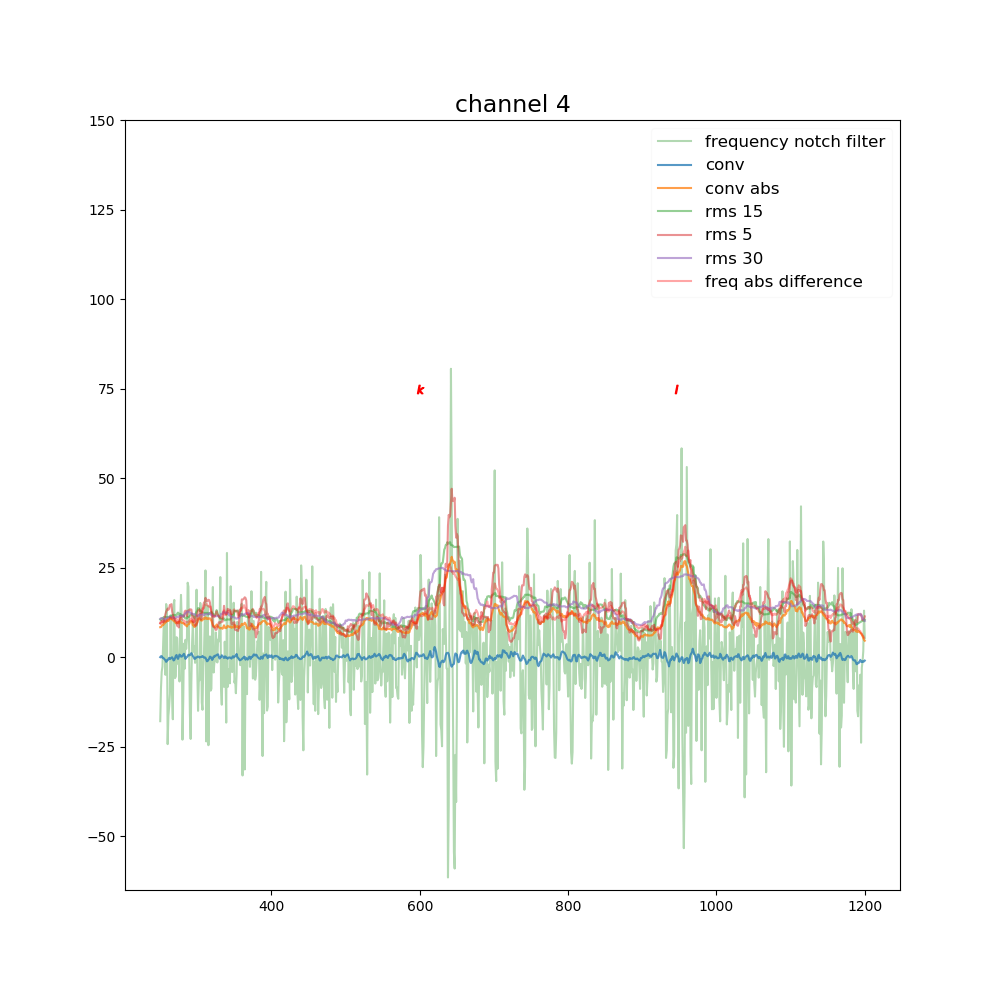 channel 4
150
125
100
75
50
25
0
−25
−50
frequency notch filter
conv
conv abs
rms 15
rms 5
rms 30
freq abs difference
k
l
400 600 800 1000 1200